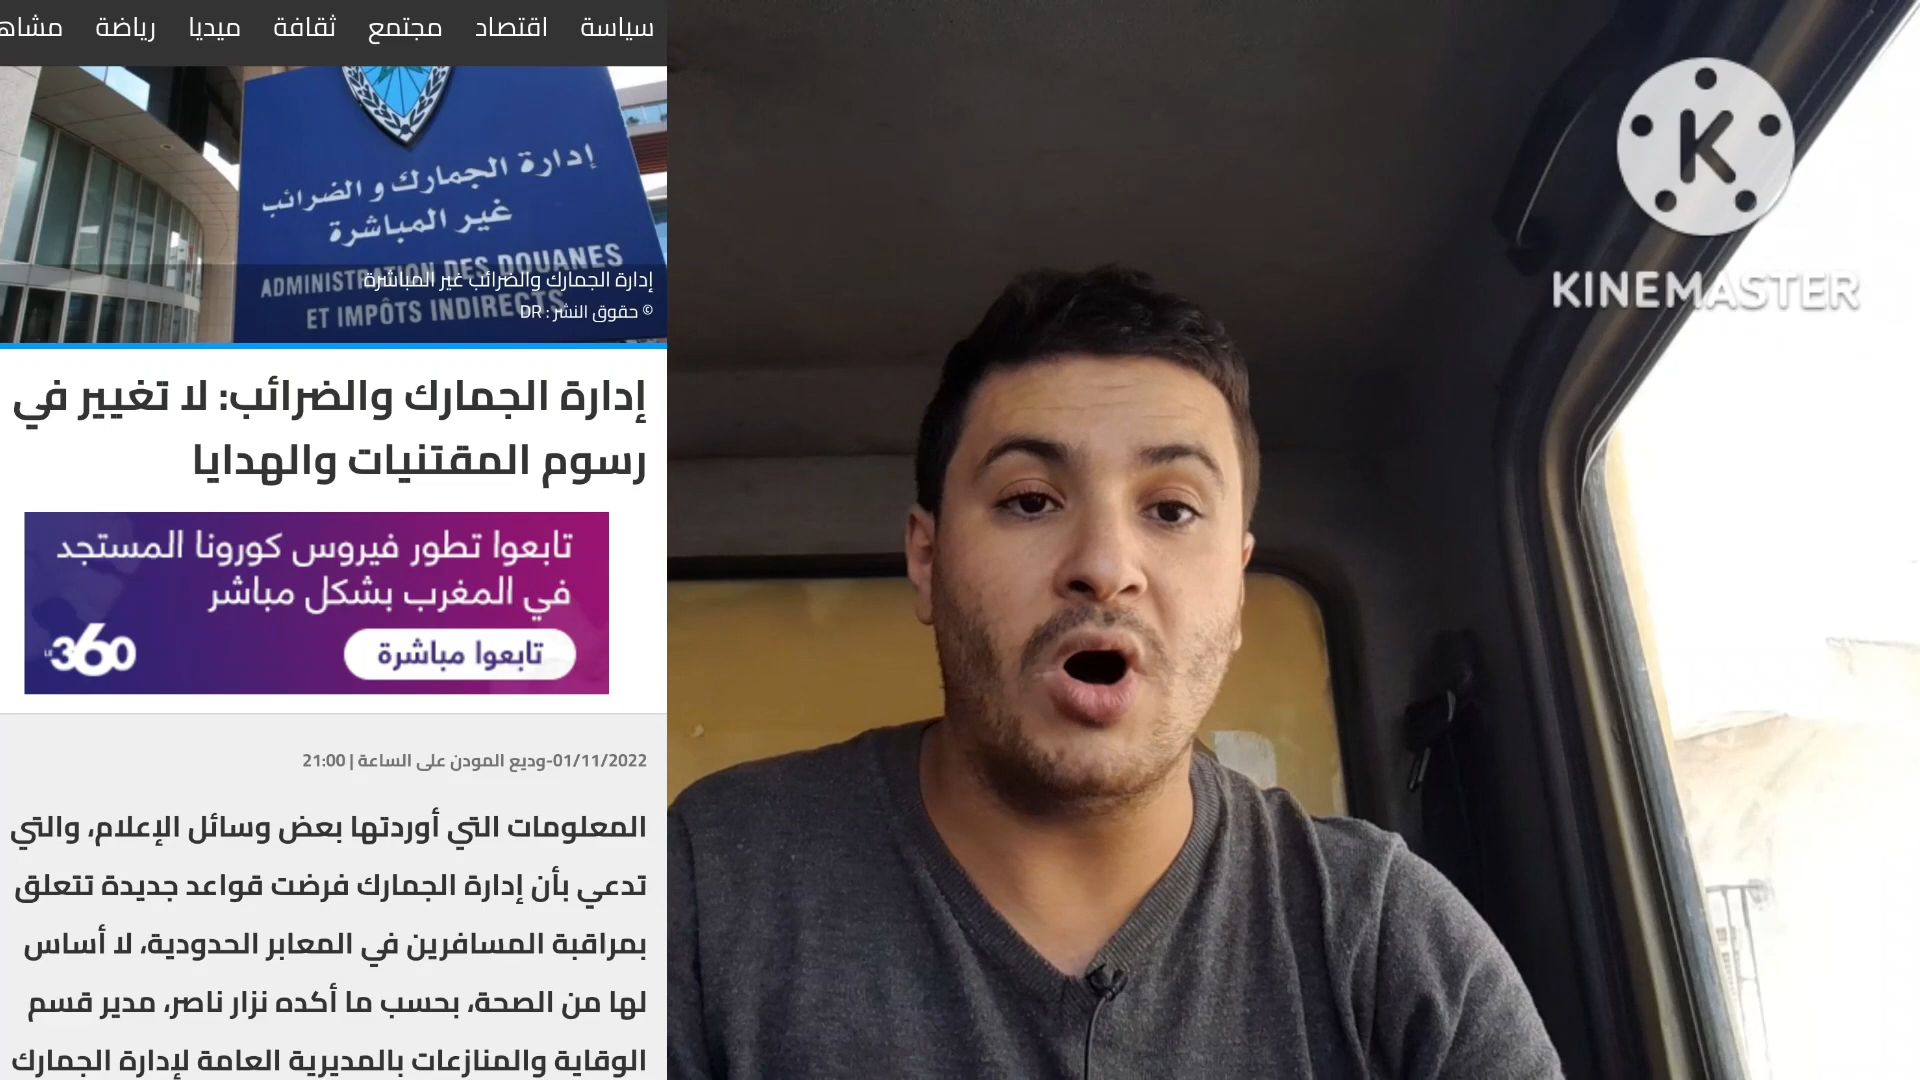 سياسة اقتصاد مجتمع ثقافة ميديا رياضة مشاه
إدارة الجمارك و الضرائب
غير المباشرة
ADMINISTRATION DES DOUANES
ET IMPÔTS INDIRECTS
إدارة الجمارك والضرائب غير المباشرة
© حقوق النشر : DR
إدارة الجمارك والضرائب: لا تغيير في
رسوم المقتنيات والهدايا
تابعوا تطور فيروس كورونا المستجد
في المغرب بشكل مباشر
LE 360
تابعوا مباشرة
01/11/2022-وديع المودن على الساعة | 21:00
المعلومات التي أوردتها بعض وسائل الإعلام، والتي
تدعي بأن إدارة الجمارك فرضت قواعد جديدة تتعلق
بمراقبة المسافرين في المعابر الحدودية، لا أساس
لها من الصحة، بحسب ما أكده نزار ناصر، مدير قسم
الوقاية والمنازعات بالمديرية العامة لإدارة الجمارك
K
KINEMASTER